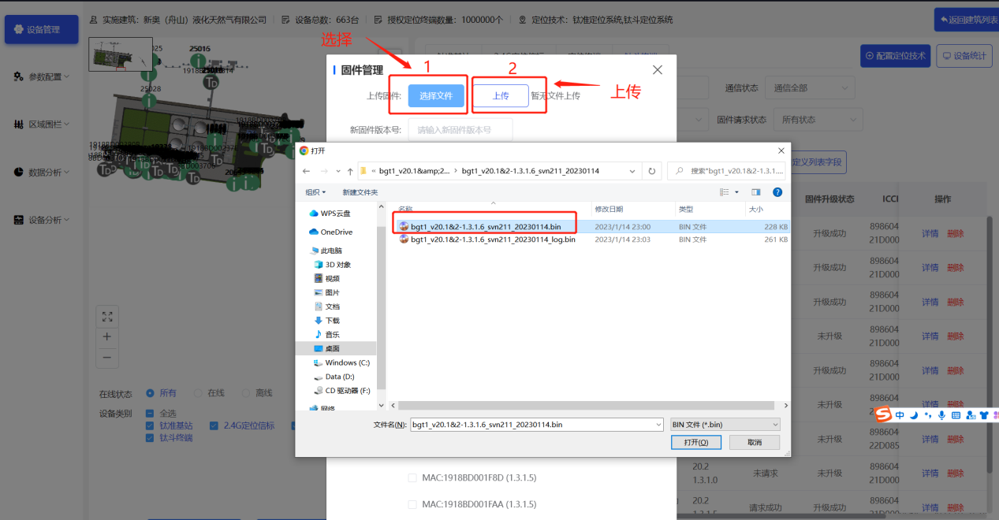 设备管理
实施建筑: 新奥（舟山）液化天然气有限公司
设备总数: 663台
授权定位终端数量: 1000000个
定位技术: 钛准定位系统,钛斗定位系统
返回建筑列表
选择
参数配置
区域围栏
数据分析
设备分析
25015
25028
固件管理
1
2
上传固件:
选择文件
上传
暂无文件上传
上传
新固件版本号:
请输入新固件版本号
配置定位技术
设备统计
通信状态
通信全部
固件请求状态
所有状态
定义列表字段
打开
« bgt1_v20.1&amp;2... › bgt1_v20.1&2-1.3.1.6_svn211_20230114
搜索"bgt1_v20.1&2-1.3.1....
组织
新建文件夹
名称
修改日期
类型
大小
bgt1_v20.1&2-1.3.1.6_svn211_20230114.bin
2023/1/14 23:00
BIN 文件
228 KB
bgt1_v20.1&2-1.3.1.6_svn211_20230114_log.bin
2023/1/14 23:03
BIN 文件
261 KB
WPS云盘
OneDrive
此电脑
3D 对象
视频
图片
文档
下载
音乐
桌面
Windows (C:)
Data (D:)
CD 驱动器 (F:)
网络
文件名(N):
bgt1_v20.1&2-1.3.1.6_svn211_20230114.bin
BIN 文件 (*.bin)
打开(O)
取消
固件升级状态
ICCI
操作
升级成功
898604
21D000
详情
删除
升级成功
898604
21D000
详情
删除
升级成功
898604
21D000
详情
删除
未升级
898604
21D000
详情
删除
升级成功
898604
21D000
详情
删除
未升级
898604
详情
删除
中
升级成功
898604
22D085
详情
删除
20.2
1.3.1.0
未请求
未升级
898604
21D000
详情
删除
20.2
请求成功
升级成功
898604
详情
删除
在线状态
所有
在线
离线
设备类别
全选
钛准基站
2.4G定位信标
钛斗终端
MAC:1918BD001F8D (1.3.1.5)
MAC:1918BD001FAA (1.3.1.5)